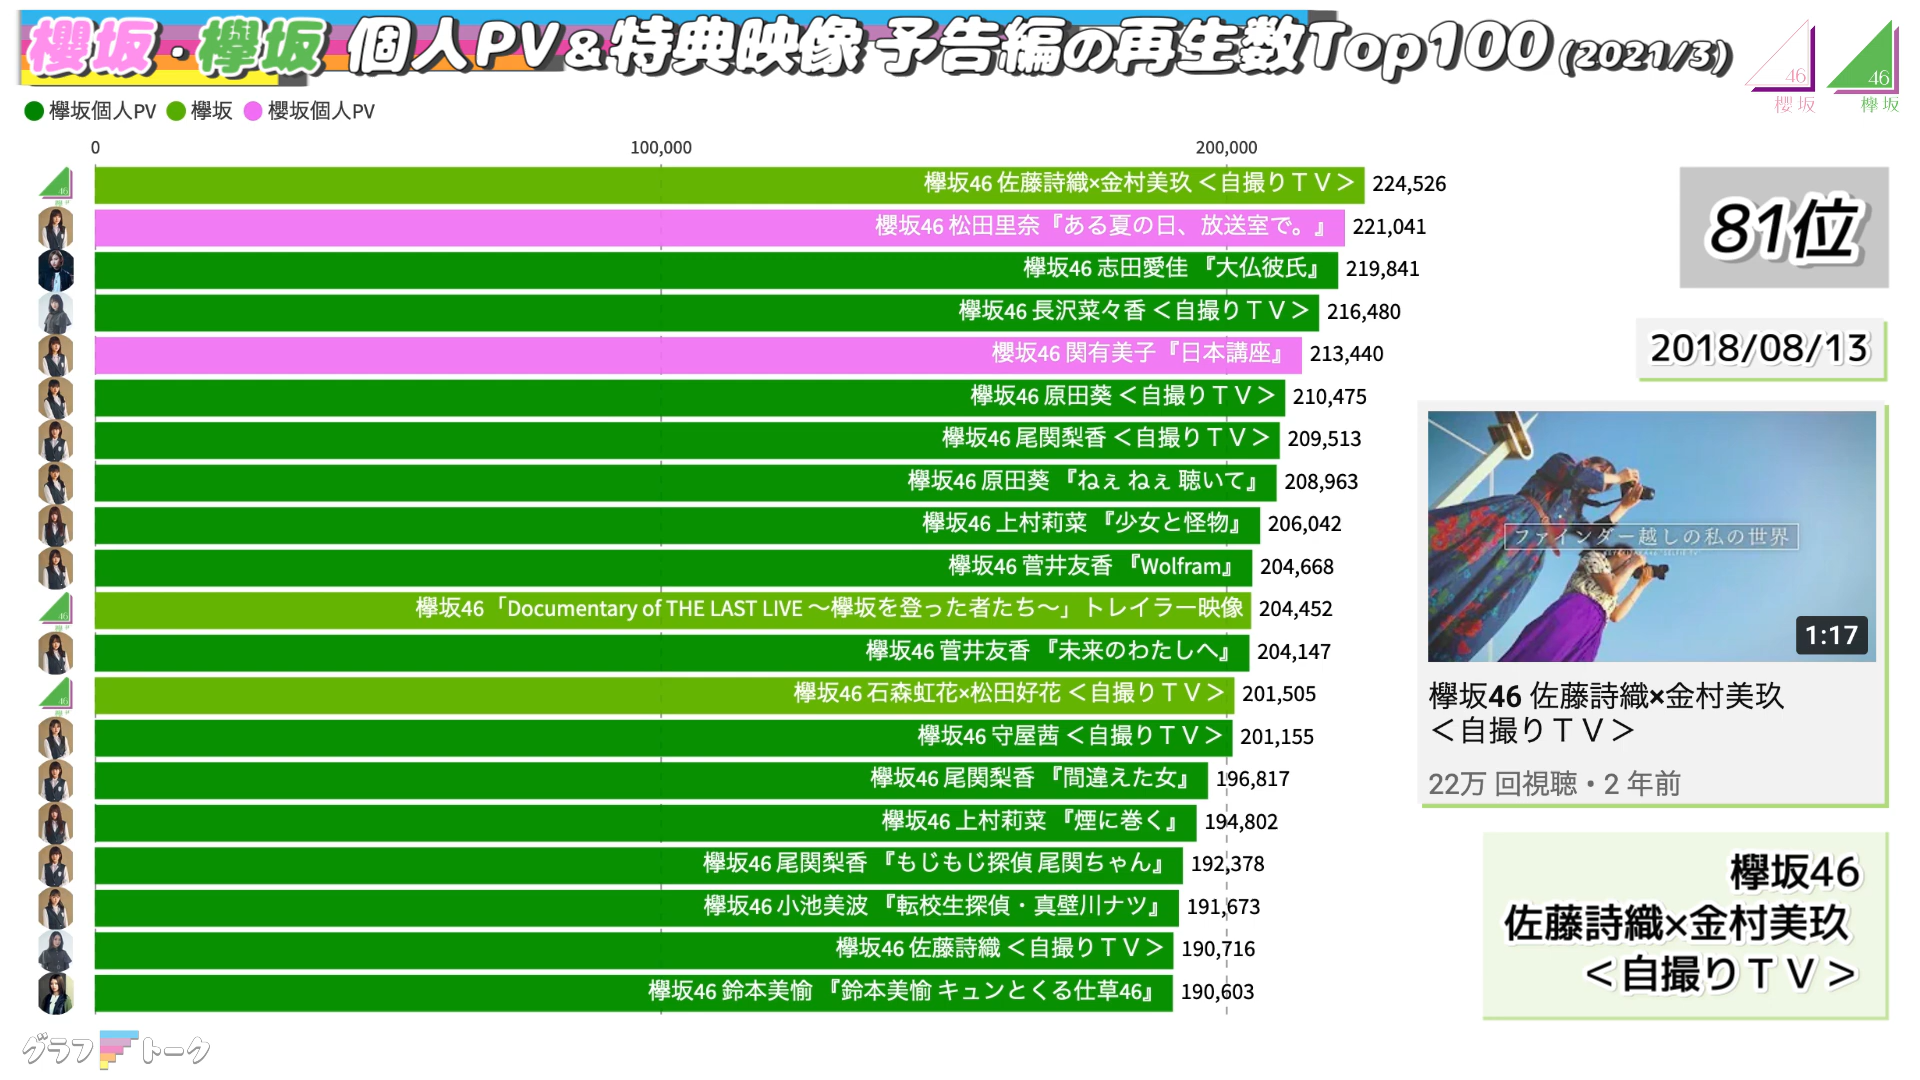 櫻坂・欅坂 個人PV&特典映像 予告編の再生数Top100(2021/3)
46
櫻坂
46
欅坂
欅坂個人PV 欅坂 櫻坂個人PV
0 100,000 200,000
欅坂46 佐藤詩織×金村美玖 ＜自撮りＴＶ＞ 224,526
櫻坂46 松田里奈『ある夏の日、放送室で。』 221,041
欅坂46 志田愛佳 『大仏彼氏』 219,841
欅坂46 長沢菜々香 ＜自撮りＴＶ＞ 216,480
櫻坂46 関有美子『日本講座』 213,440
欅坂46 原田葵 ＜自撮りＴＶ＞ 210,475
欅坂46 尾関梨香 ＜自撮りＴＶ＞ 209,513
欅坂46 原田葵 『ねぇ ねぇ 聴いて』 208,963
欅坂46 上村莉菜 『少女と怪物』 206,042
欅坂46 菅井友香 『Wolfram』 204,668
欅坂46「Documentary of THE LAST LIVE ～欅坂を登った者たち～」トレイラー映像 204,452
欅坂46 菅井友香 『未来のわたしへ』 204,147
欅坂46 石森虹花×松田好花 ＜自撮りＴＶ＞ 201,505
欅坂46 守屋茜 ＜自撮りＴＶ＞ 201,155
欅坂46 尾関梨香 『間違えた女』 196,817
欅坂46 上村莉菜 『煙に巻く』 194,802
欅坂46 尾関梨香 『もじもじ探偵 尾関ちゃん』 192,378
欅坂46 小池美波 『転校生探偵・真壁川ナツ』 191,673
欅坂46 佐藤詩織 ＜自撮りＴＶ＞ 190,716
欅坂46 鈴本美愉 『鈴本美愉 キュンとくる仕草46』 190,603
81位
2018/08/13
ファインダー越しの私の世界
1:17
欅坂46 佐藤詩織×金村美玖
＜自撮りＴＶ＞
22万 回視聴・2 年前
欅坂46
佐藤詩織×金村美玖
＜自撮りＴＶ＞
グラフトーク